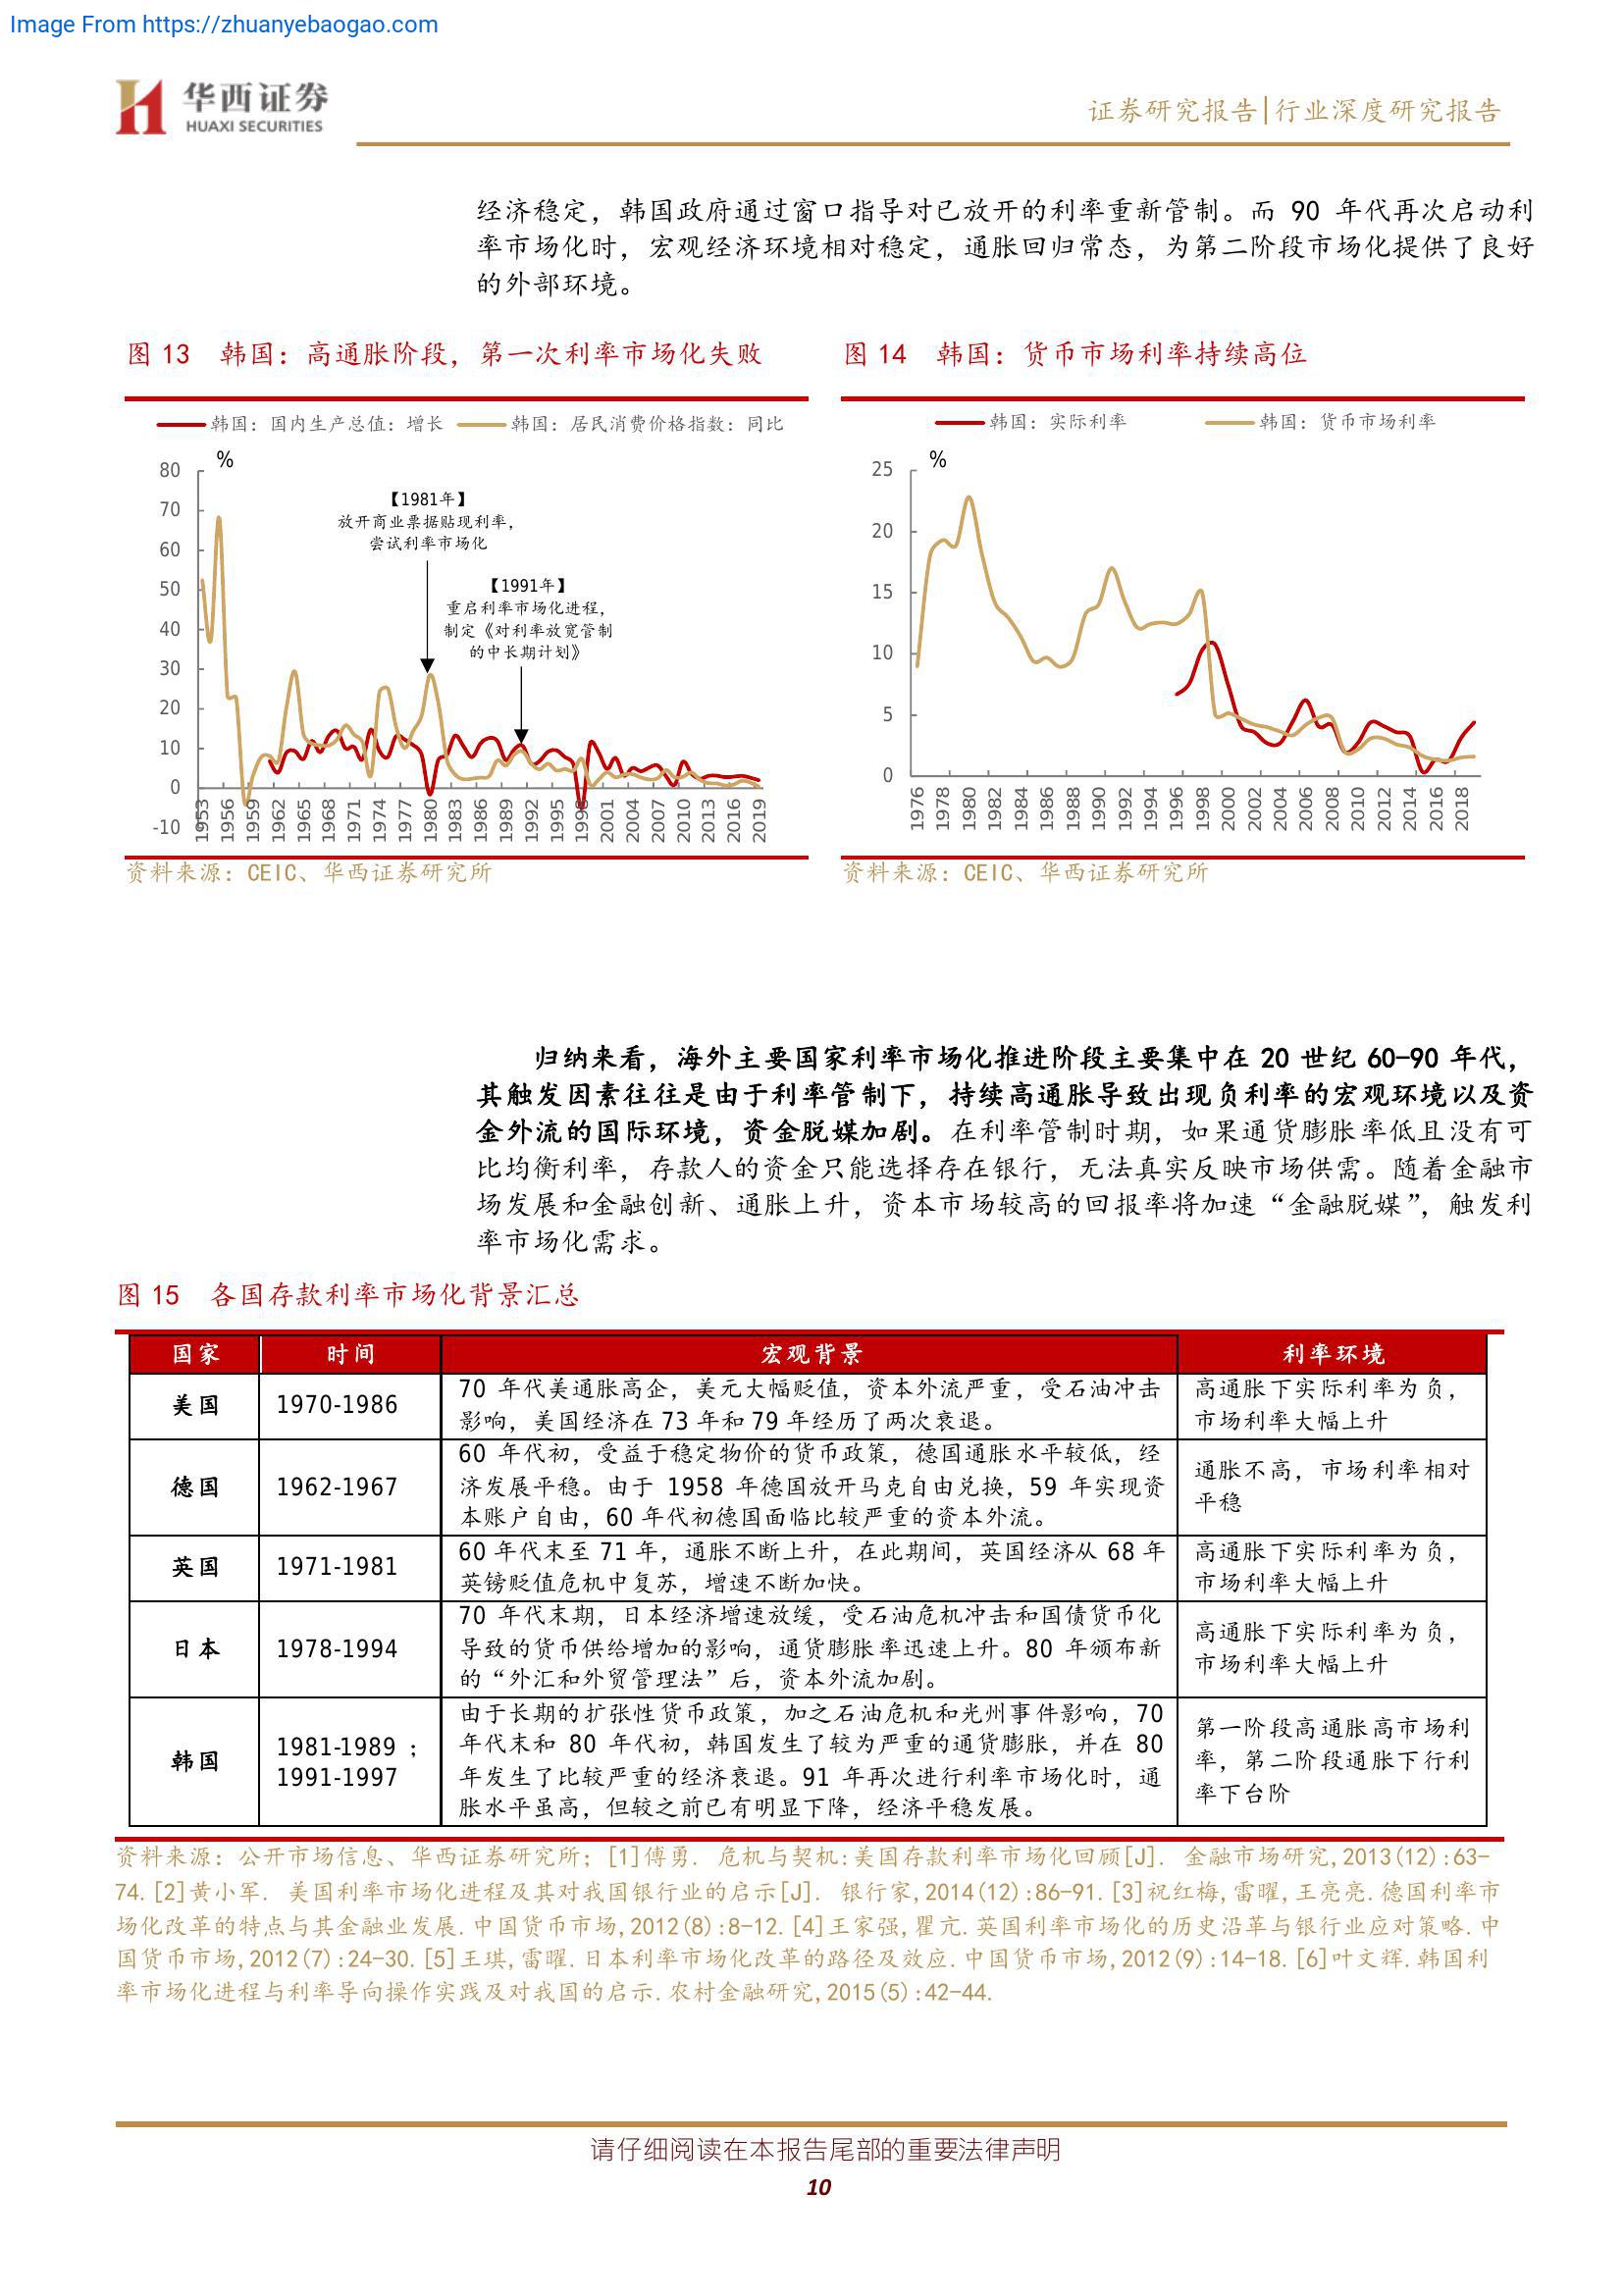 Image From https://zhuanyebaogao.com
华西证券
HUAXI SECURITIES
证券研究报告|行业深度研究报告
经济稳定，韩国政府通过窗口指导对已放开的利率重新管制。而 90 年代再次启动利
率市场化时，宏观经济环境相对稳定，通胀回归常态，为第二阶段市场化提供了良好
的外部环境。
图 13 韩国：高通胀阶段，第一次利率市场化失败
韩国：国内生产总值：增长 韩国：居民消费价格指数：同比
%
80
70
60
50
40
30
20
10
0
-10
【1981年】
放开商业票据贴现利率，
尝试利率市场化
【1991年】
重启利率市场化进程，
制定《对利率放宽管制
的中长期计划》
1953 1956 1959 1962 1965 1968 1971 1974 1977 1980 1983 1986 1989 1992 1995 1998 2001 2004 2007 2010 2013 2016 2019
资料来源：CEIC、华西证券研究所
图 14 韩国：货币市场利率持续高位
韩国：实际利率 韩国：货币市场利率
%
25
20
15
10
5
0
1976 1978 1980 1982 1984 1986 1988 1990 1992 1994 1996 1998 2000 2002 2004 2006 2008 2010 2012 2014 2016 2018
资料来源：CEIC、华西证券研究所
归纳来看，海外主要国家利率市场化推进阶段主要集中在 20 世纪 60-90 年代，
其触发因素往往是由于利率管制下，持续高通胀导致出现负利率的宏观环境以及资
金外流的国际环境，资金脱媒加剧。在利率管制时期，如果通货膨胀率低且没有可
比均衡利率，存款人的资金只能选择存在银行，无法真实反映市场供需。随着金融市
场发展和金融创新、通胀上升，资本市场较高的回报率将加速“金融脱媒”，触发利
率市场化需求。
图 15 各国存款利率市场化背景汇总
国家 时间 宏观背景 利率环境
美国
1970-1986
70 年代美通胀高企，美元大幅贬值，资本外流严重，受石油冲击
影响，美国经济在 73 年和 79 年经历了两次衰退。
高通胀下实际利率为负，
市场利率大幅上升
德国
1962-1967
60 年代初，受益于稳定物价的货币政策，德国通胀水平较低，经
济发展平稳。由于 1958 年德国放开马克自由兑换，59 年实现资
本账户自由，60 年代初德国面临比较严重的资本外流。
通胀不高，市场利率相对
平稳
英国
1971-1981
60 年代末至 71 年，通胀不断上升，在此期间，英国经济从 68 年
英镑贬值危机中复苏，增速不断加快。
高通胀下实际利率为负，
市场利率大幅上升
日本
1978-1994
70 年代末期，日本经济增速放缓，受石油危机冲击和国债货币化
导致的货币供给增加的影响，通货膨胀率迅速上升。80 年颁布新
的“外汇和外贸管理法”后，资本外流加剧。
高通胀下实际利率为负，
市场利率大幅上升
韩国
1981-1989 ；
1991-1997
由于长期的扩张性货币政策，加之石油危机和光州事件影响，70
年代末和 80 年代初，韩国发生了较为严重的通货膨胀，并在 80
年发生了比较严重的经济衰退。91 年再次进行利率市场化时，通
胀水平虽高，但较之前已有明显下降，经济平稳发展。
第一阶段高通胀高市场利
率，第二阶段通胀下行利
率下台阶
资料来源：公开市场信息、华西证券研究所；[1]傅勇. 危机与契机:美国存款利率市场化回顾[J]. 金融市场研究,2013(12):63-
74.[2]黄小军. 美国利率市场化进程及其对我国银行业的启示[J]. 银行家,2014(12):86-91.[3]祝红梅,雷曜,王亮亮.德国利率市
场化改革的特点与其金融业发展.中国货币市场,2012(8):8-12.[4]王家强,瞿亢.英国利率市场化的历史沿革与银行业应对策略.中
国货币市场,2012(7):24-30.[5]王琪,雷曜.日本利率市场化改革的路径及效应.中国货币市场,2012(9):14-18.[6]叶文辉.韩国利
率市场化进程与利率导向操作实践及对我国的启示.农村金融研究,2015(5):42-44.
请仔细阅读在本报告尾部的重要法律声明
10